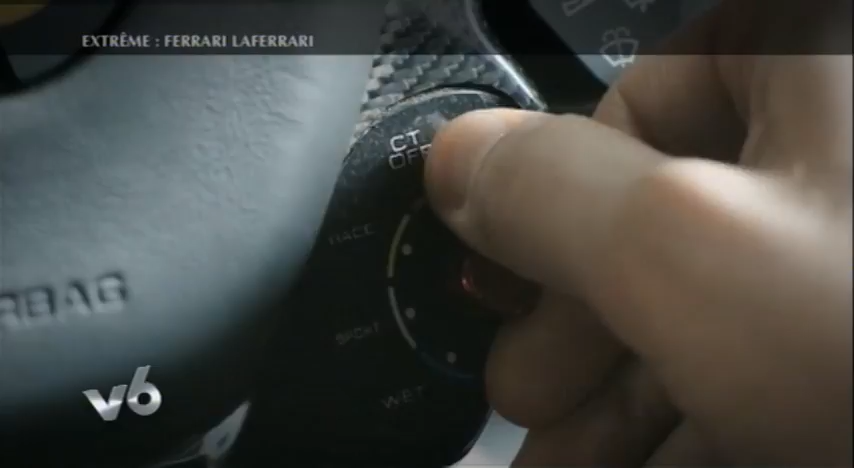 EXTRÊME : FERRARI LAFERRARI
CT
OFF
RACE
SPORT
WET
RBAG
V6